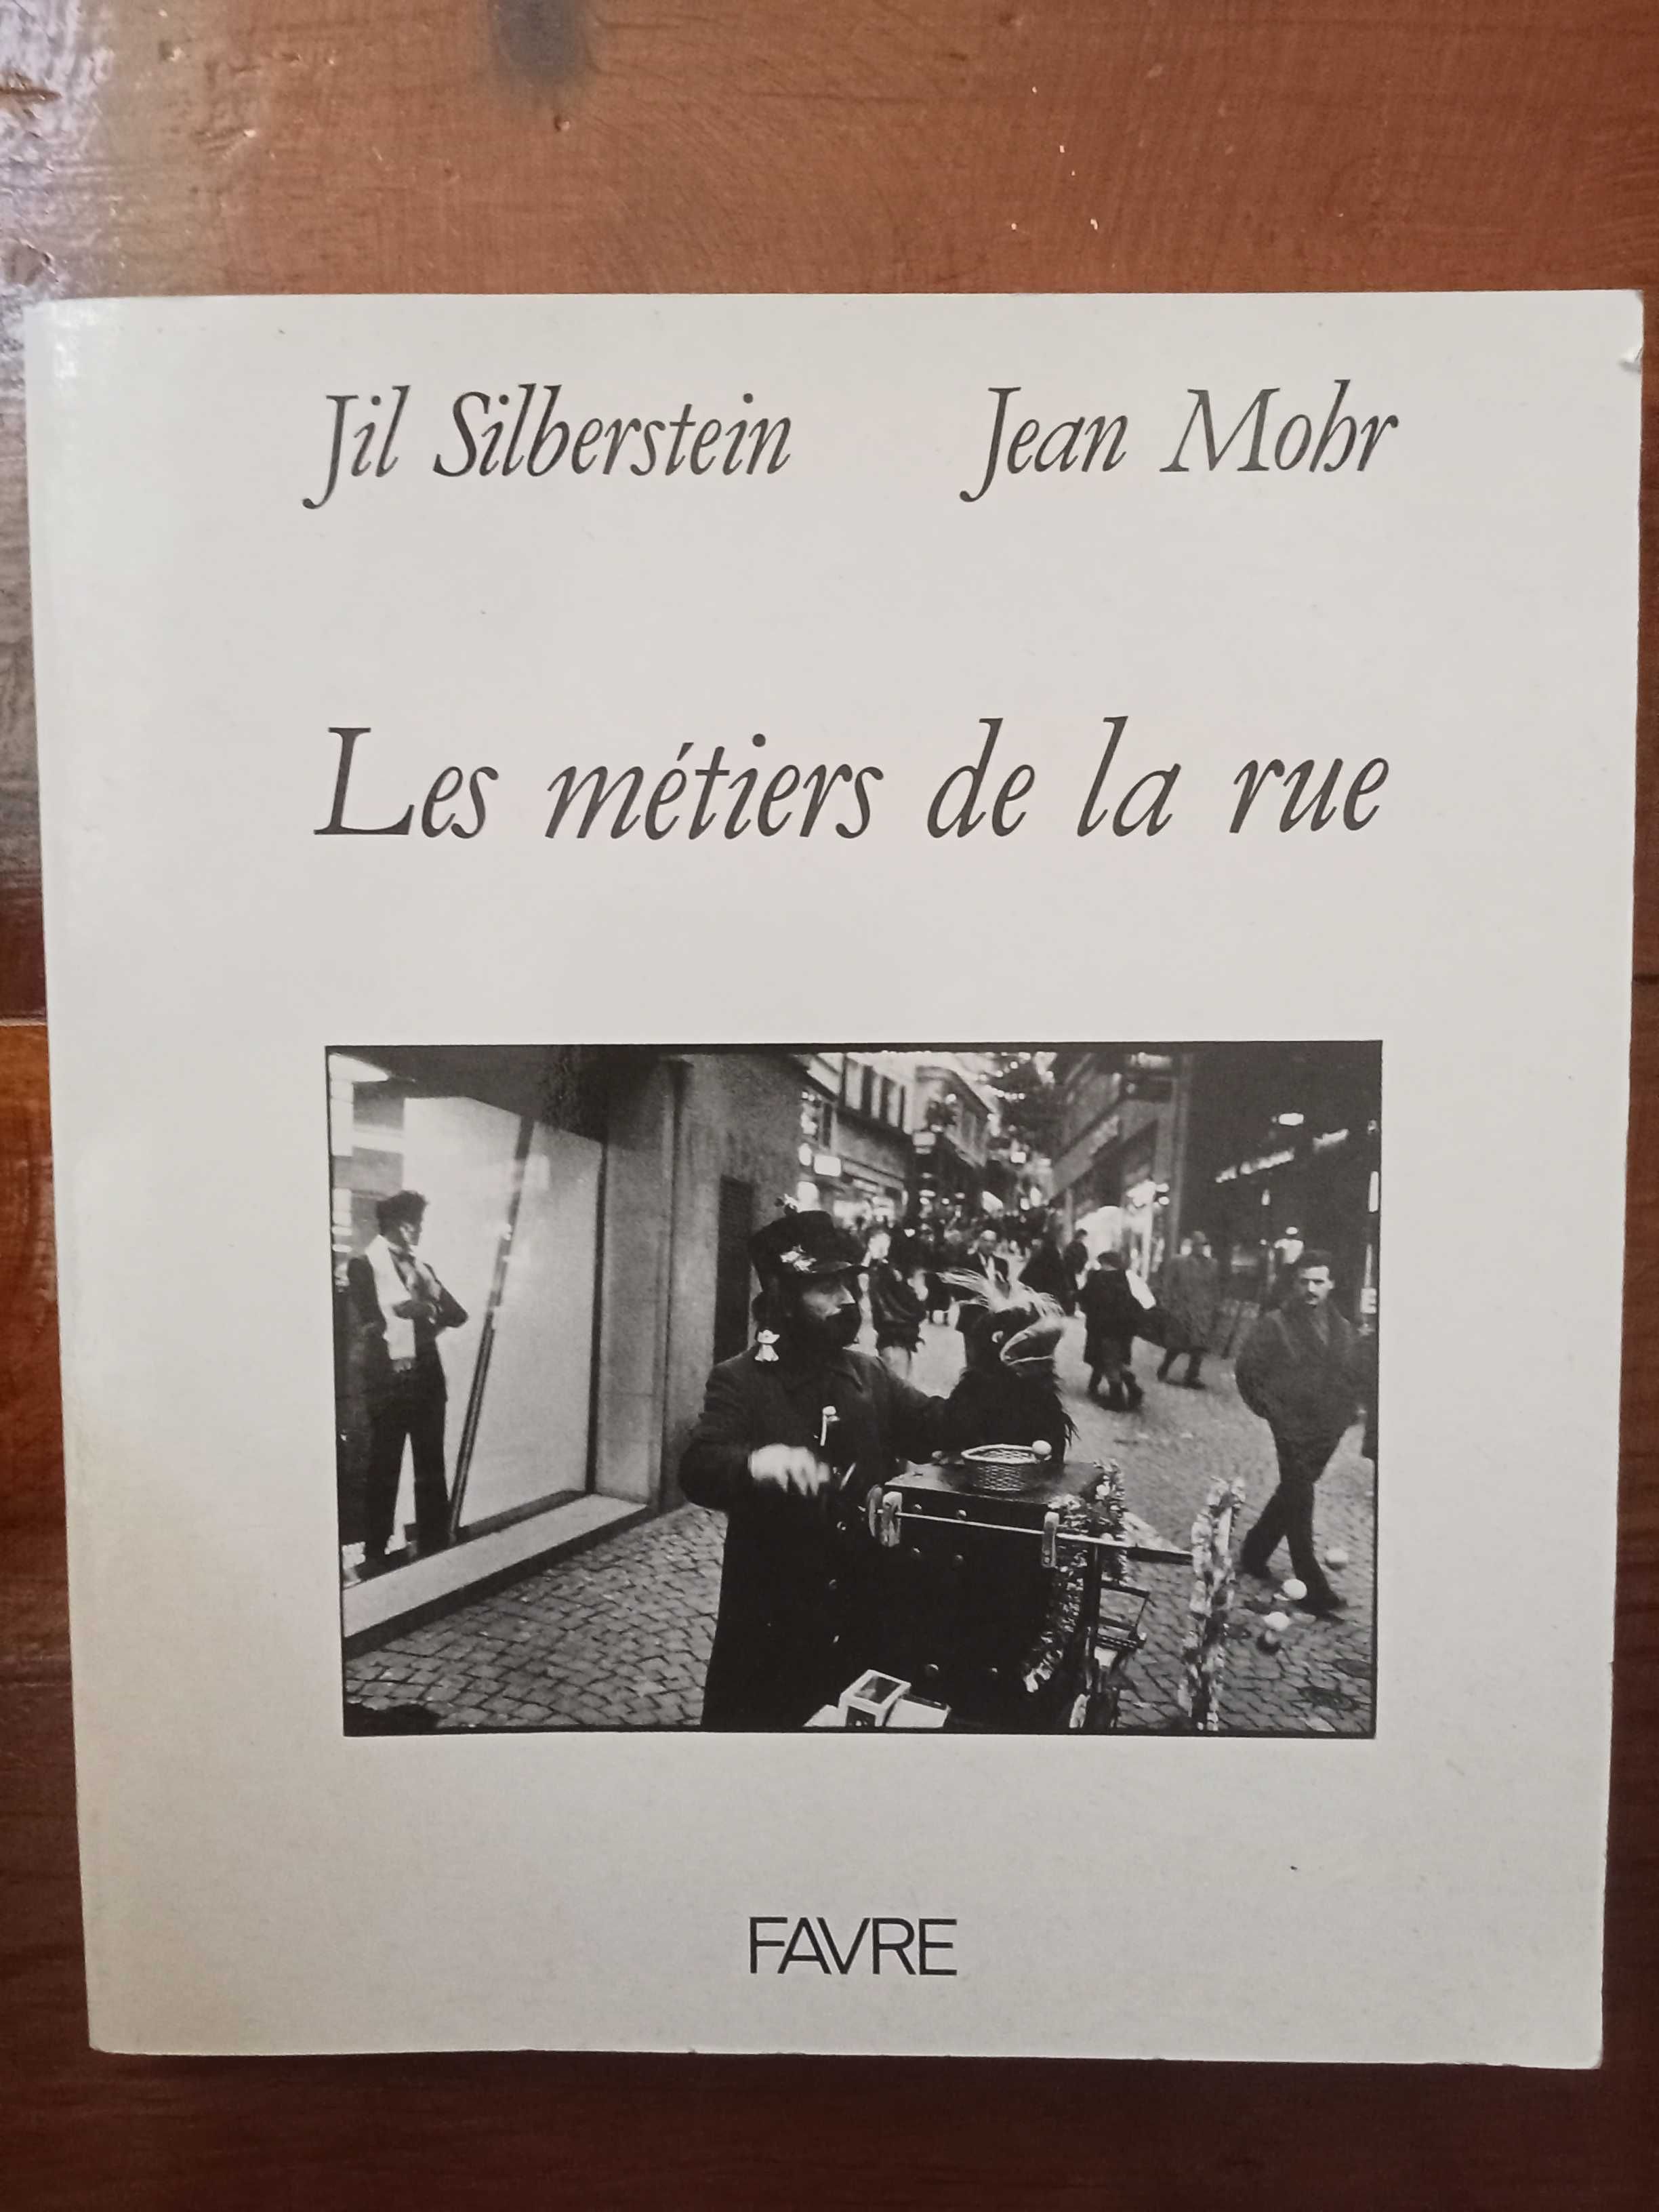 Jil Silberstein Jean Mohr
Les métiers de la rue
FAVRE